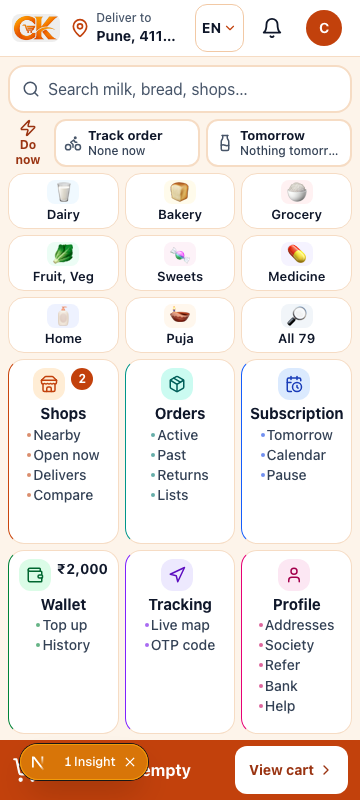 GK
Deliver to
Pune, 411...
EN
C
Search milk, bread, shops...
Do now
Track order
None now
Tomorrow
Nothing tomorr...
Dairy
Bakery
Grocery
Fruit, Veg
Sweets
Medicine
Home
Puja
All 79
2
Shops
Nearby
Open now
Delivers
Compare
Orders
Active
Past
Returns
Lists
Subscription
Tomorrow
Calendar
Pause
₹2,000
Wallet
Top up
History
Tracking
Live map
OTP code
Profile
Addresses
Society
Refer
Bank
Help
N
1 Insight
empty
View cart